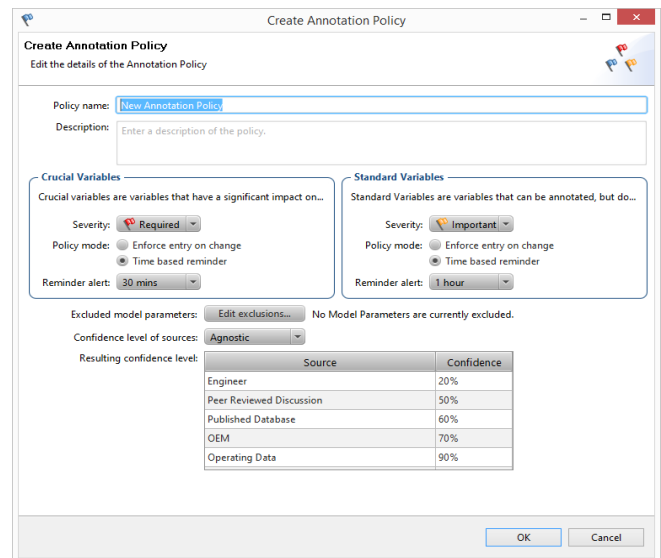 Create Annotation Policy
Create Annotation Policy
Edit the details of the Annotation Policy
Policy name: New Annotation Policy
Description: Enter a description of the policy.
Crucial Variables
Crucial variables are variables that have a significant impact on...
Severity: Required
Policy mode: Enforce entry on change
Time based reminder
Reminder alert: 30 mins
Standard Variables
Standard Variables are variables that can be annotated, but do...
Severity: Important
Policy mode: Enforce entry on change
Time based reminder
Reminder alert: 1 hour
Excluded model parameters: Edit exclusions... No Model Parameters are currently excluded.
Confidence level of sources: Agnostic
Resulting confidence level:
Source Confidence
Engineer 20%
Peer Reviewed Discussion 50%
Published Database 60%
OEM 70%
Operating Data 90%
OK Cancel